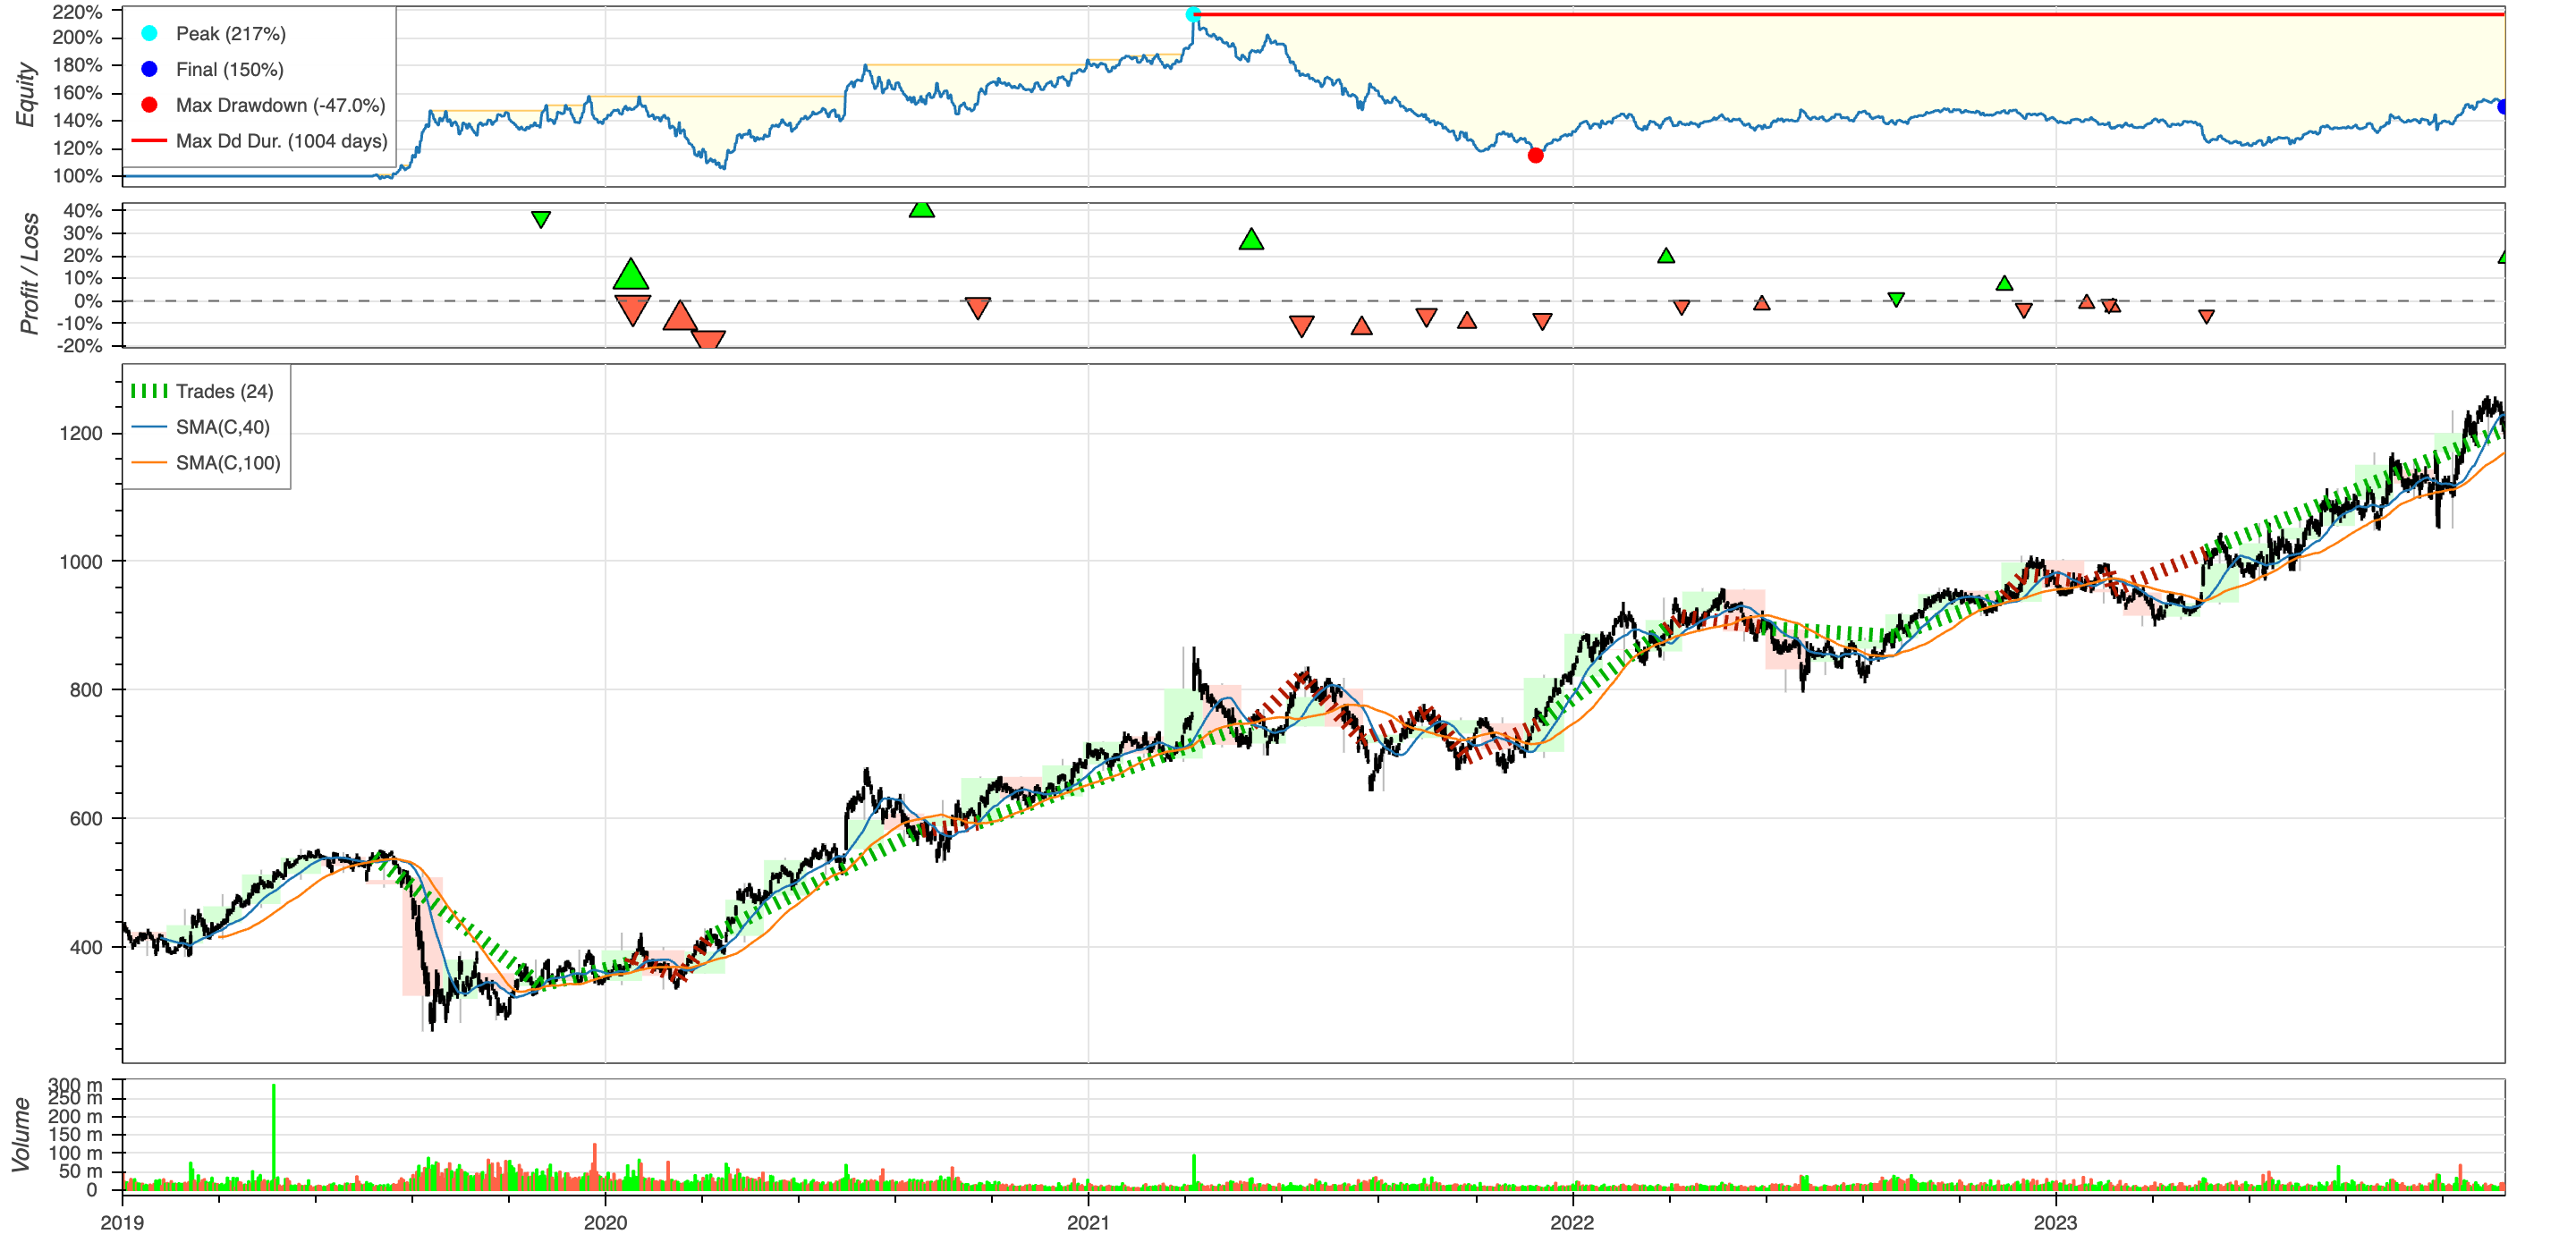 220%
200%
180%
160%
140%
120%
100%
Equity
Peak (217%)
Final (150%)
Max Drawdown (-47.0%)
Max Dd Dur. (1004 days)
40%
30%
20%
10%
0%
-10%
-20%
Profit / Loss
Trades (24)
SMA(C,40)
SMA(C,100)
1200
1000
800
600
400
300 m
250 m
200 m
150 m
100 m
50 m
0
Volume
2019 2020 2021 2022 2023